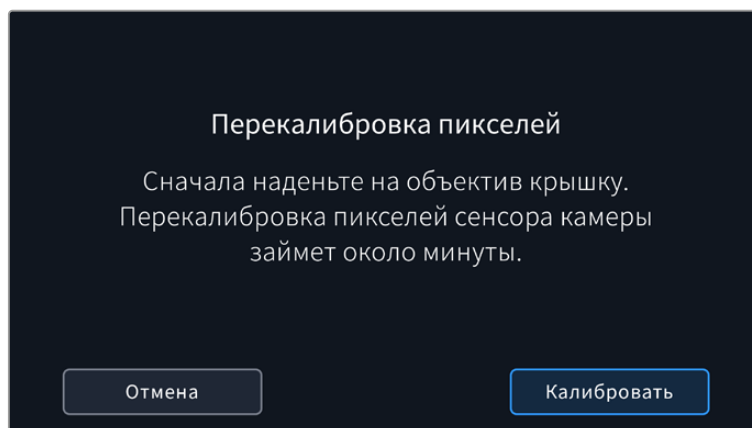 Перекалибровка пикселей
Сначала наденьте на объектив крышку.
Перекалибровка пикселей сенсора камеры
займет около минуты.
Отмена
Калибровать